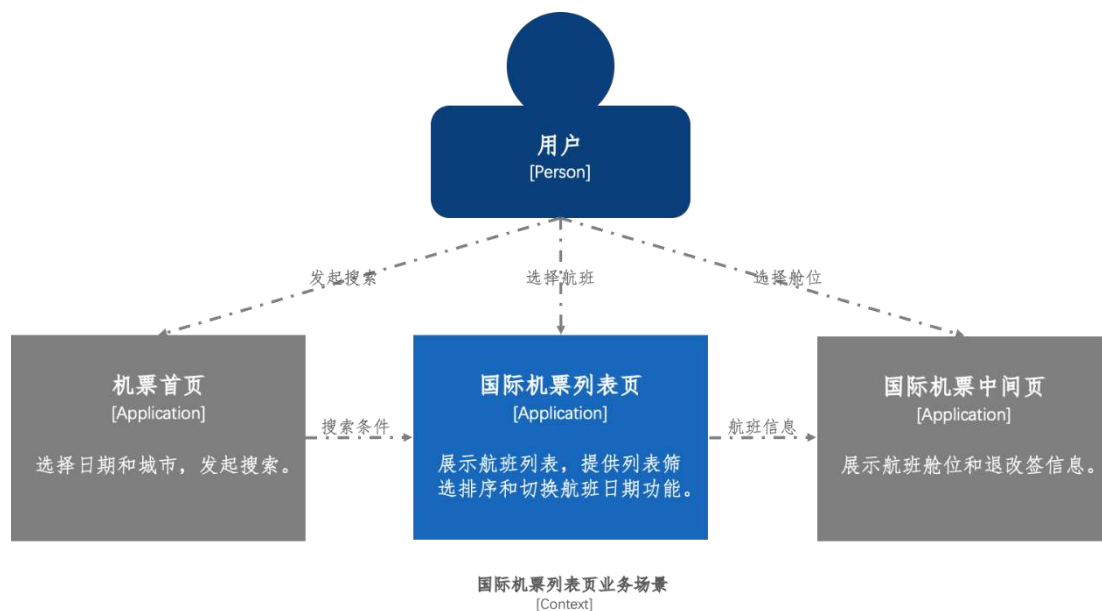 用户
[Person]
发起搜索
选择航班
选择舱位
机票首页
[Application]
选择日期和城市，发起搜索。
搜索条件
国际机票列表页
[Application]
展示航班列表，提供列表筛
选排序和切换航班日期功能。
航班信息
国际机票中间页
[Application]
展示航班舱位和退改签信息。
国际机票列表页业务场景
[Context]